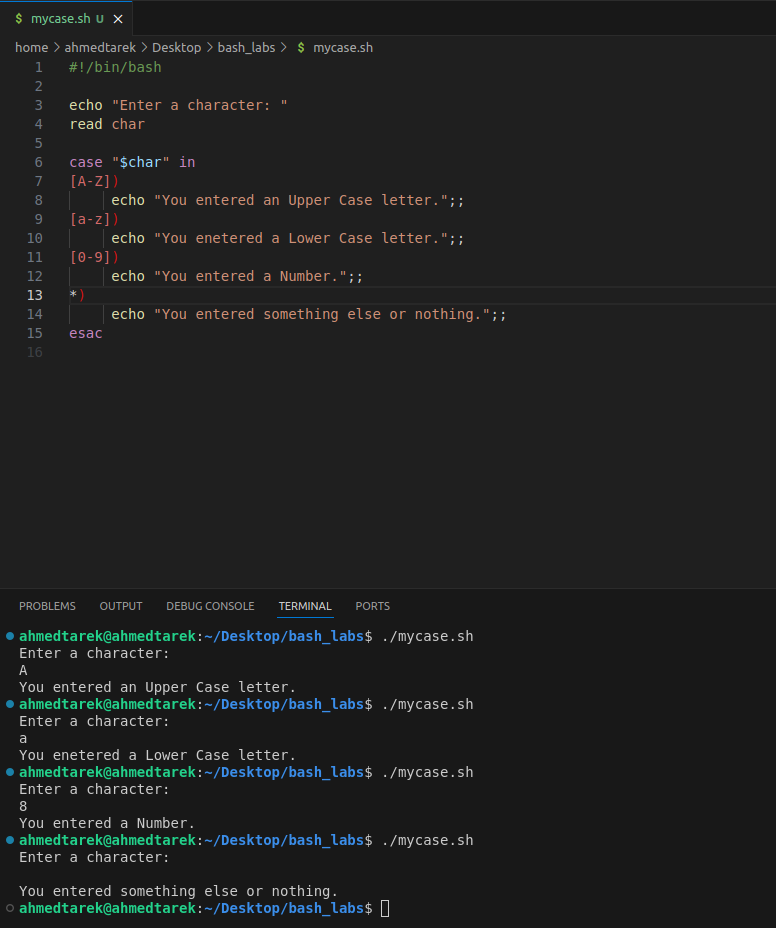 $ mycase.sh U ×
home > ahmedtarek > Desktop > bash_labs > $ mycase.sh
1 #!/bin/bash
2
3 echo "Enter a character: "
4 read char
5
6 case "$char" in
7 [A-Z])
8 echo "You entered an Upper Case letter.";;
9 [a-z])
10 echo "You enetered a Lower Case letter.";;
11 [0-9])
12 echo "You entered a Number.";;
13 *)
14 echo "You entered something else or nothing.";;
15 esac
16
PROBLEMS OUTPUT DEBUG CONSOLE TERMINAL PORTS
ahmedtarek@ahmedtarek:~/Desktop/bash_labs$ ./mycase.sh
Enter a character:
A
You entered an Upper Case letter.
ahmedtarek@ahmedtarek:~/Desktop/bash_labs$ ./mycase.sh
Enter a character:
a
You enetered a Lower Case letter.
ahmedtarek@ahmedtarek:~/Desktop/bash_labs$ ./mycase.sh
Enter a character:
8
You entered a Number.
ahmedtarek@ahmedtarek:~/Desktop/bash_labs$ ./mycase.sh
Enter a character:

You entered something else or nothing.
ahmedtarek@ahmedtarek:~/Desktop/bash_labs$